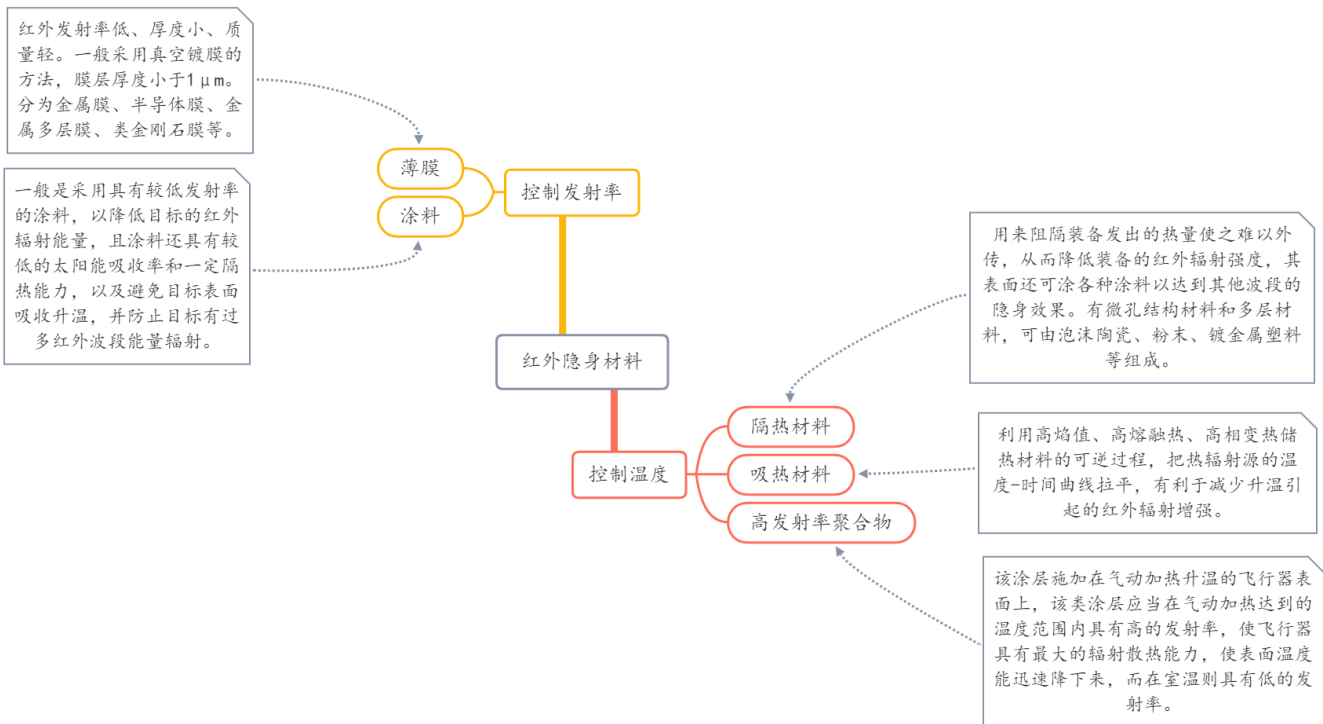 红外发射率低、厚度小、质
量轻。一般采用真空镀膜的
方法，膜层厚度小于1μm。
分为金属膜、半导体膜、金
属多层膜、类金刚石膜等。
薄膜
控制发射率
涂料
一般是采用具有较低发射率
的涂料，以降低目标的红外
辐射能量，且涂料还具有较
低的太阳能吸收率和一定隔
热能力，以及避免目标表面
吸收升温，并防止目标有过
多红外波段能量辐射。
红外隐身材料
用来阻隔装备发出的热量使之难以外
传，从而降低装备的红外辐射强度，其
表面还可涂各种涂料以达到其他波段的
隐身效果。有微孔结构材料和多层材
料，可由泡沫陶瓷、粉末、镀金属塑料
等组成。
隔热材料
控制温度
吸热材料
高发射率聚合物
利用高焰值、高熔融热、高相变热储
热材料的可逆过程，把热辐射源的温
度-时间曲线拉平，有利于减少升温引
起的红外辐射增强。
该涂层施加在气动加热升温的飞行器表
面上，该类涂层应当在气动加热达到的
温度范围内具有高的发射率，使飞行器
具有最大的辐射散热能力，使表面温度
能迅速降下来，而在室温则具有低的发
射率。